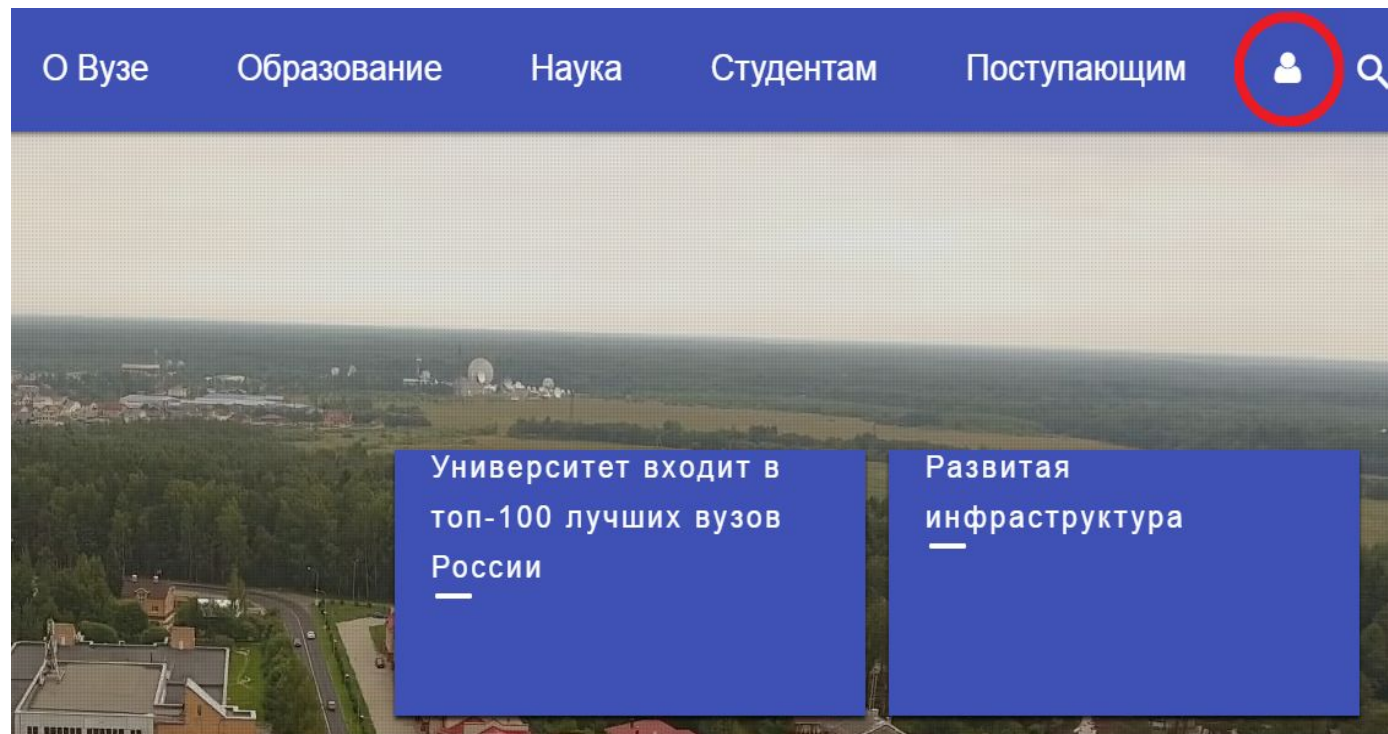 О Вузе Образование Наука Студентам Поступающим
Университет входит в
топ-100 лучших вузов
России
Развитая
инфраструктура